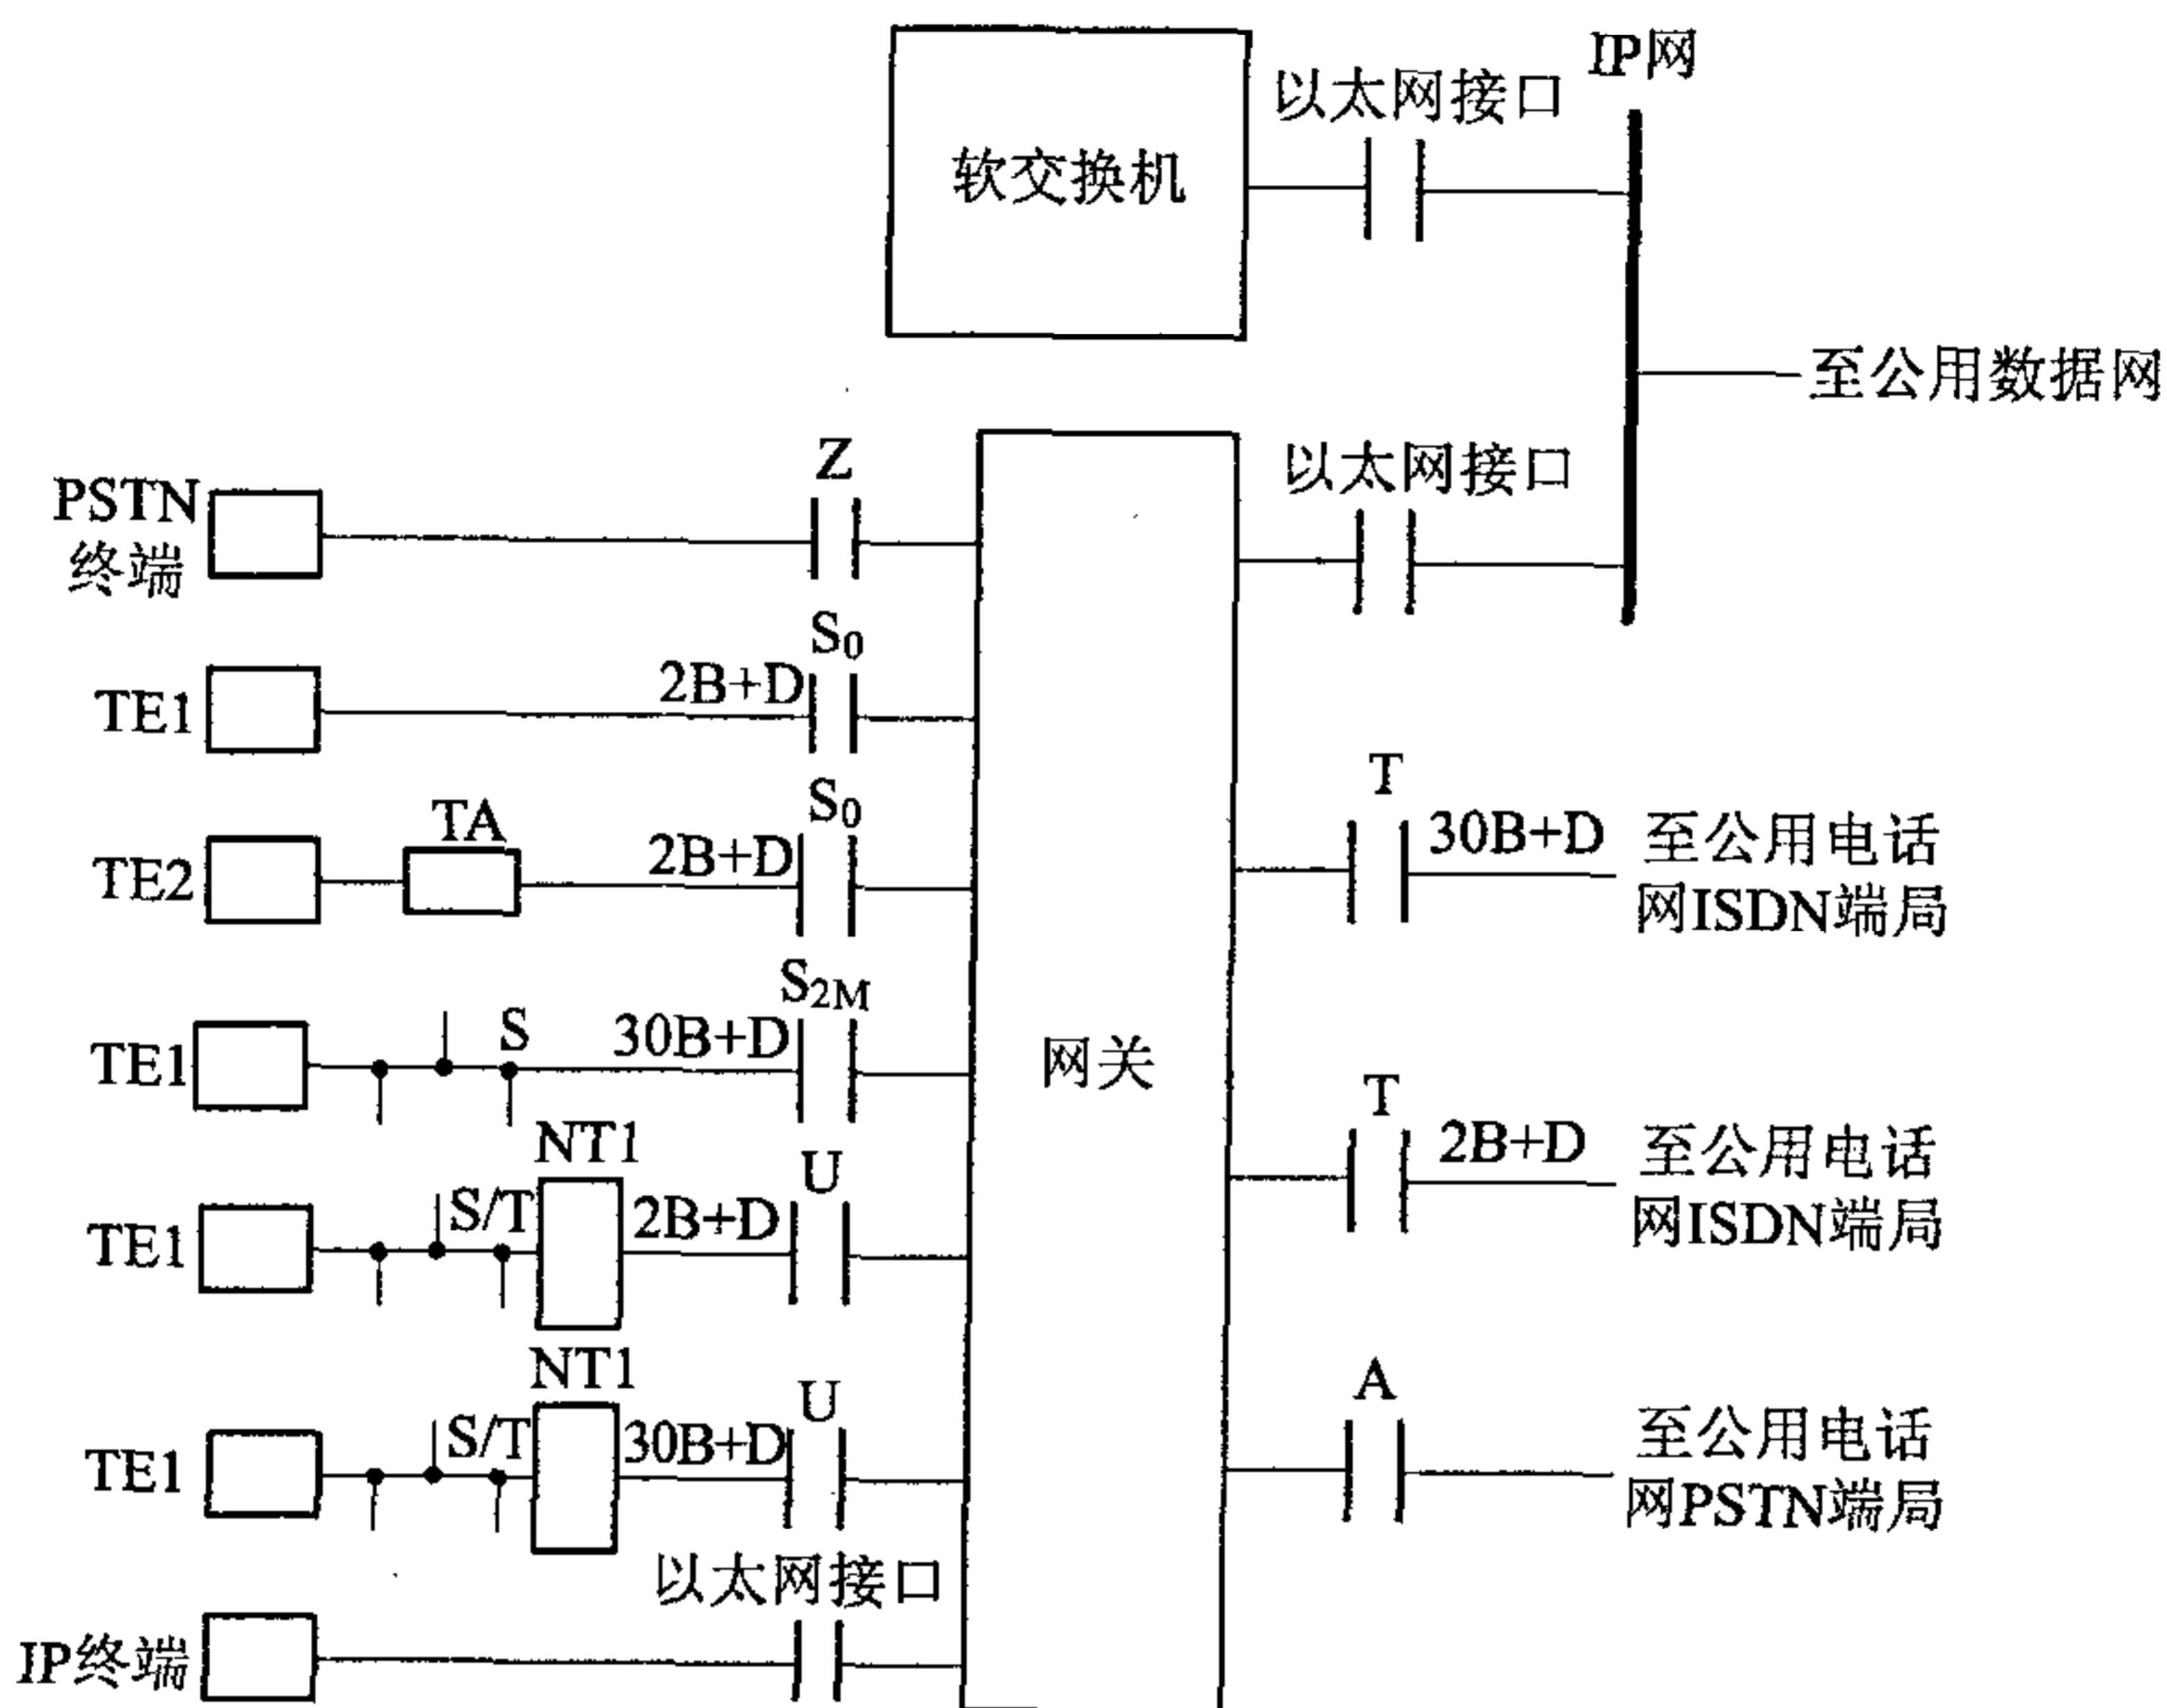 IP网
以太网接口
软交换机
至公用数据网
以太网接口
Z
PSTN
终端
S₀
2B+D
TE1
T
30B+D
至公用电话
网ISDN端局
S₀
TA
2B+D
TE2
S₂M
S
30B+D
TE1
网关
T
2B+D
至公用电话
网ISDN端局
NT1
U
S/T
2B+D
TE1
NT1
U
A
至公用电话
网PSTN端局
S/T
30B+D
TE1
以太网接口
IP终端